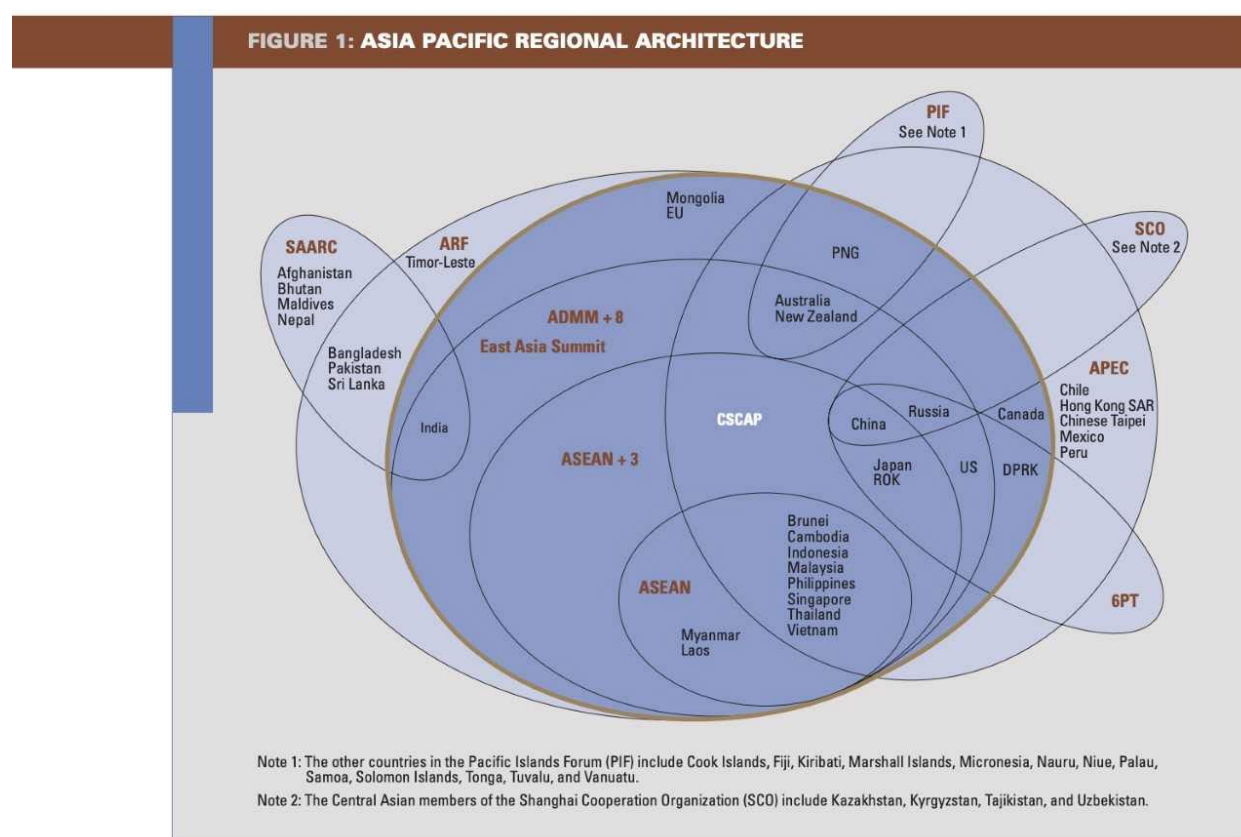 FIGURE 1: ASIA PACIFIC REGIONAL ARCHITECTURE
PIF
See Note 1
SCO
See Note 2
Mongolia
EU
PNG
SAARC
Afghanistan
Bhutan
Maldives
Nepal
ARF
Timor-Leste
Bangladesh
Pakistan
Sri Lanka
India
ADMM + 8
East Asia Summit
Australia
New Zealand
APEC
Chile
Hong Kong SAR
Chinese Taipei
Mexico
Peru
CSCAP
China
Russia
Canada
ASEAN + 3
Japan
ROK
US
DPRK
ASEAN
Brunei
Cambodia
Indonesia
Malaysia
Philippines
Singapore
Thailand
Vietnam
Myanmar
Laos
6PT
Note 1: The other countries in the Pacific Islands Forum (PIF) include Cook Islands, Fiji, Kiribati, Marshall Islands, Micronesia, Nauru, Niue, Palau,
Samoa, Solomon Islands, Tonga, Tuvalu, and Vanuatu.
Note 2: The Central Asian members of the Shanghai Cooperation Organization (SCO) include Kazakhstan, Kyrgyzstan, Tajikistan, and Uzbekistan.